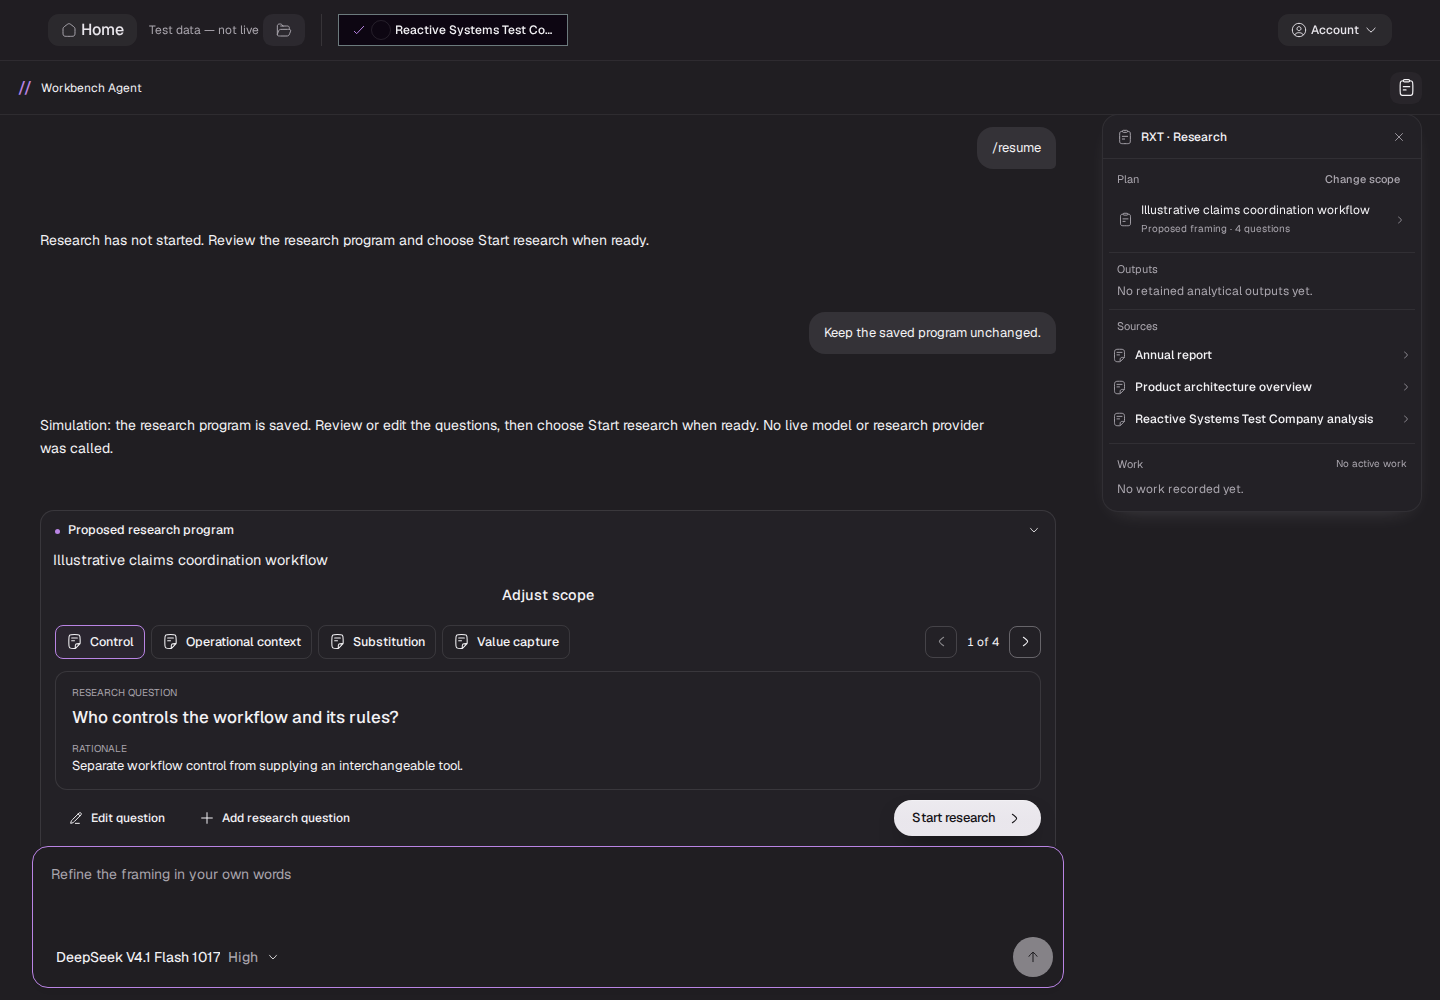 Home
Test data — not live
Reactive Systems Test Co...
Account
// Workbench Agent
/resume
Research has not started. Review the research program and choose Start research when ready.
Keep the saved program unchanged.
Simulation: the research program is saved. Review or edit the questions, then choose Start research when ready. No live model or research provider
was called.
Proposed research program
Illustrative claims coordination workflow
Adjust scope
Control
Operational context
Substitution
Value capture
1 of 4
RESEARCH QUESTION
Who controls the workflow and its rules?
RATIONALE
Separate workflow control from supplying an interchangeable tool.
Edit question
Add research question
Start research
Refine the framing in your own words
DeepSeek V4.1 Flash 1017 High
RXT · Research
Plan
Change scope
Illustrative claims coordination workflow
Proposed framing · 4 questions
Outputs
No retained analytical outputs yet.
Sources
Annual report
Product architecture overview
Reactive Systems Test Company analysis
Work
No active work
No work recorded yet.